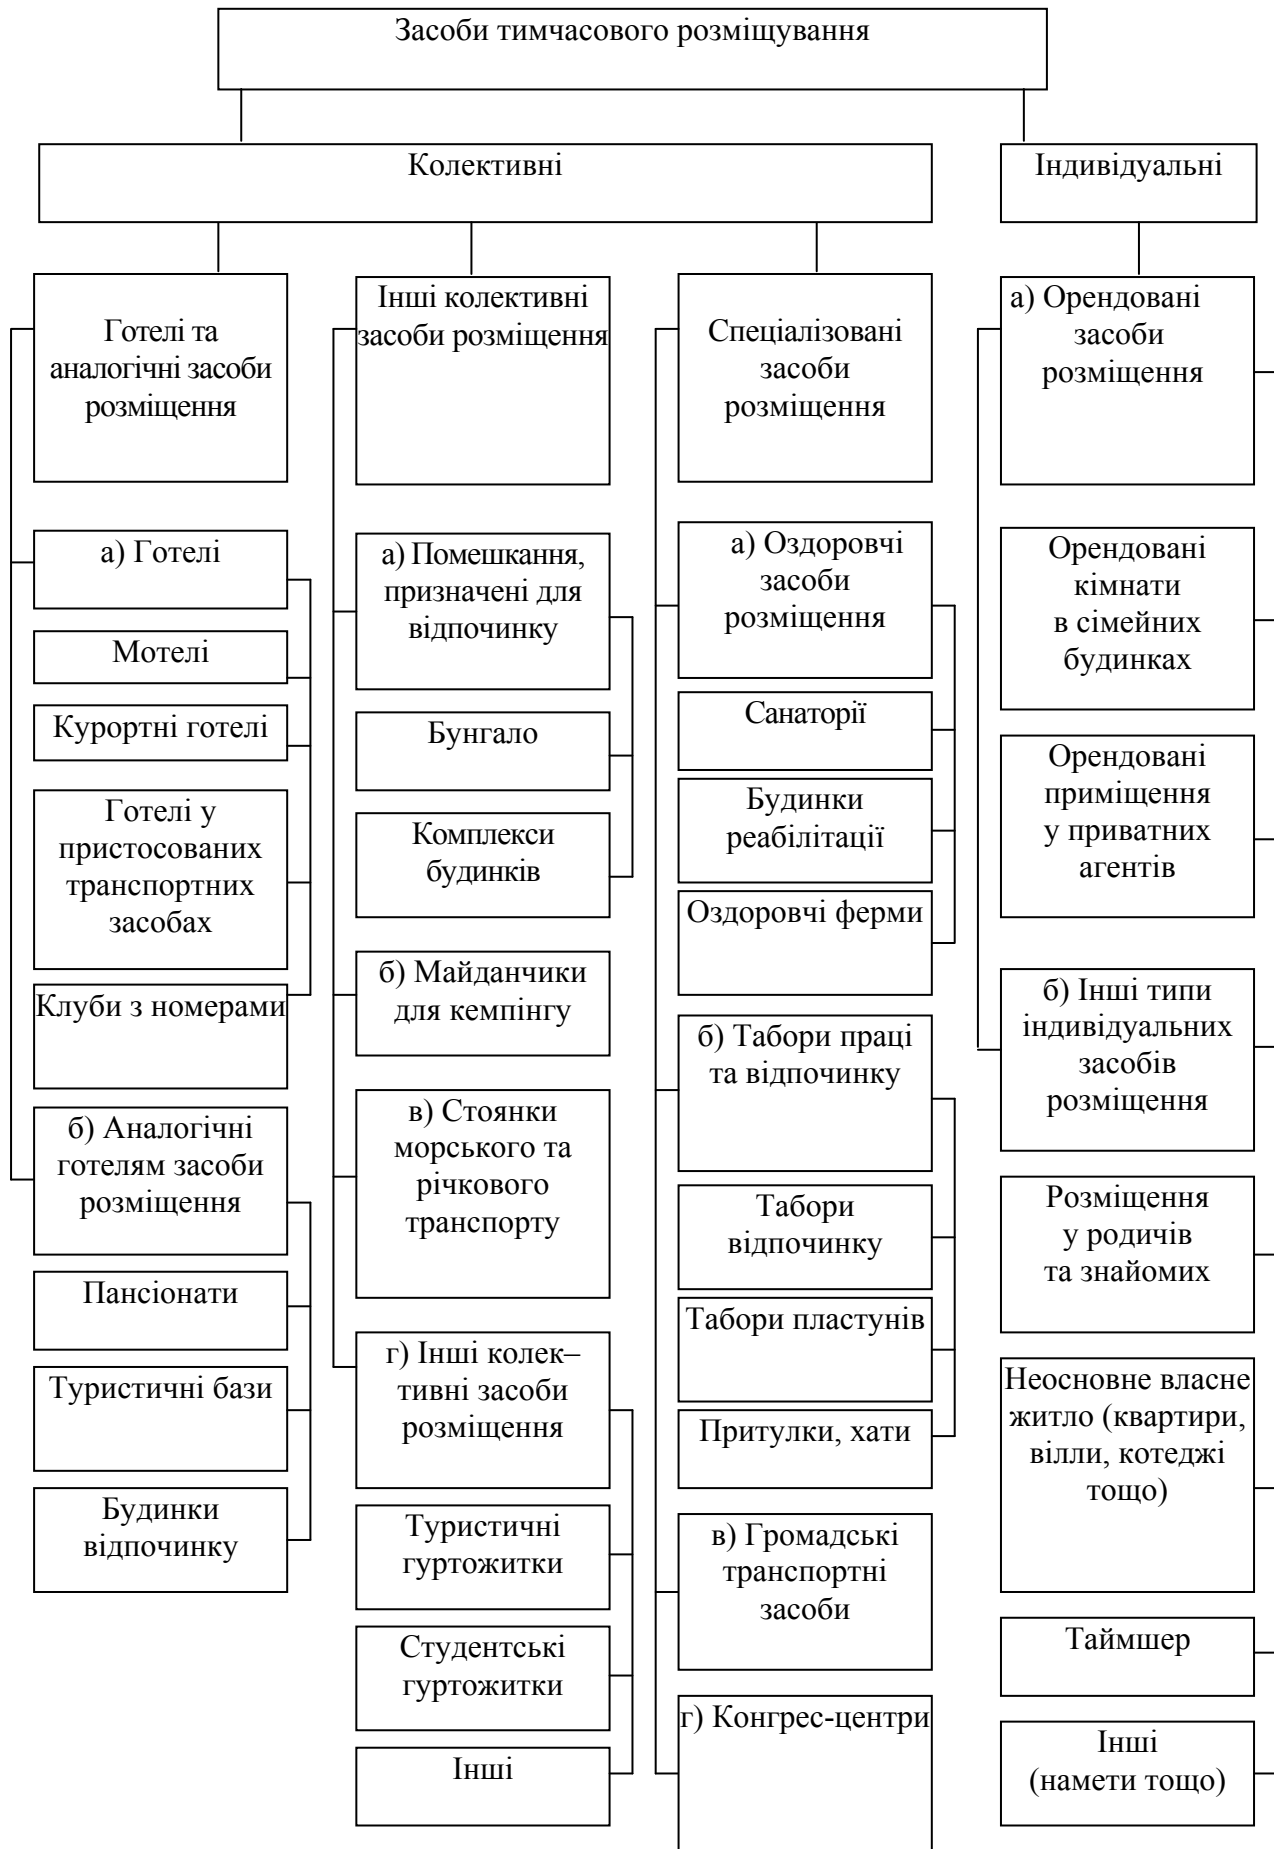 Засоби тимчасового розміщування
Колективні
Індивідуальні
Готелі та
аналогічні засоби
розміщення
а) Готелі
Мотелі
Курортні готелі
Готелі у
пристосованих
транспортних
засобах
Клуби з номерами
б) Аналогічні
готелям засоби
розміщення
Пансіонати
Туристичні бази
Будинки
відпочинку
Інші колективні
засоби розміщення
а) Помешкання,
призначені для
відпочинку
Бунгало
Комплекси
будинків
б) Майданчики
для кемпінгу
в) Стоянки
морського та
річкового
транспорту
г) Інші колек–
тивні засоби
розміщення
Туристичні
гуртожитки
Студентські
гуртожитки
Інші
Спеціалізовані
засоби
розміщення
а) Оздоровчі
засоби
розміщення
Санаторії
Будинки
реабілітації
Оздоровчі ферми
б) Табори праці
та відпочинку
Табори
відпочинку
Табори пластунів
Притулки, хати
в) Громадські
транспортні
засоби
г) Конгрес-центри
а) Орендовані
засоби
розміщення
Орендовані
кімнати
в сімейних
будинках
Орендовані
приміщення
у приватних
агентів
б) Інші типи
індивідуальних
засобів
розміщення
Розміщення
у родичів
та знайомих
Неосновне власне
житло (квартири,
вілли, котеджі
тощо)
Таймшер
Інші
(намети тощо)